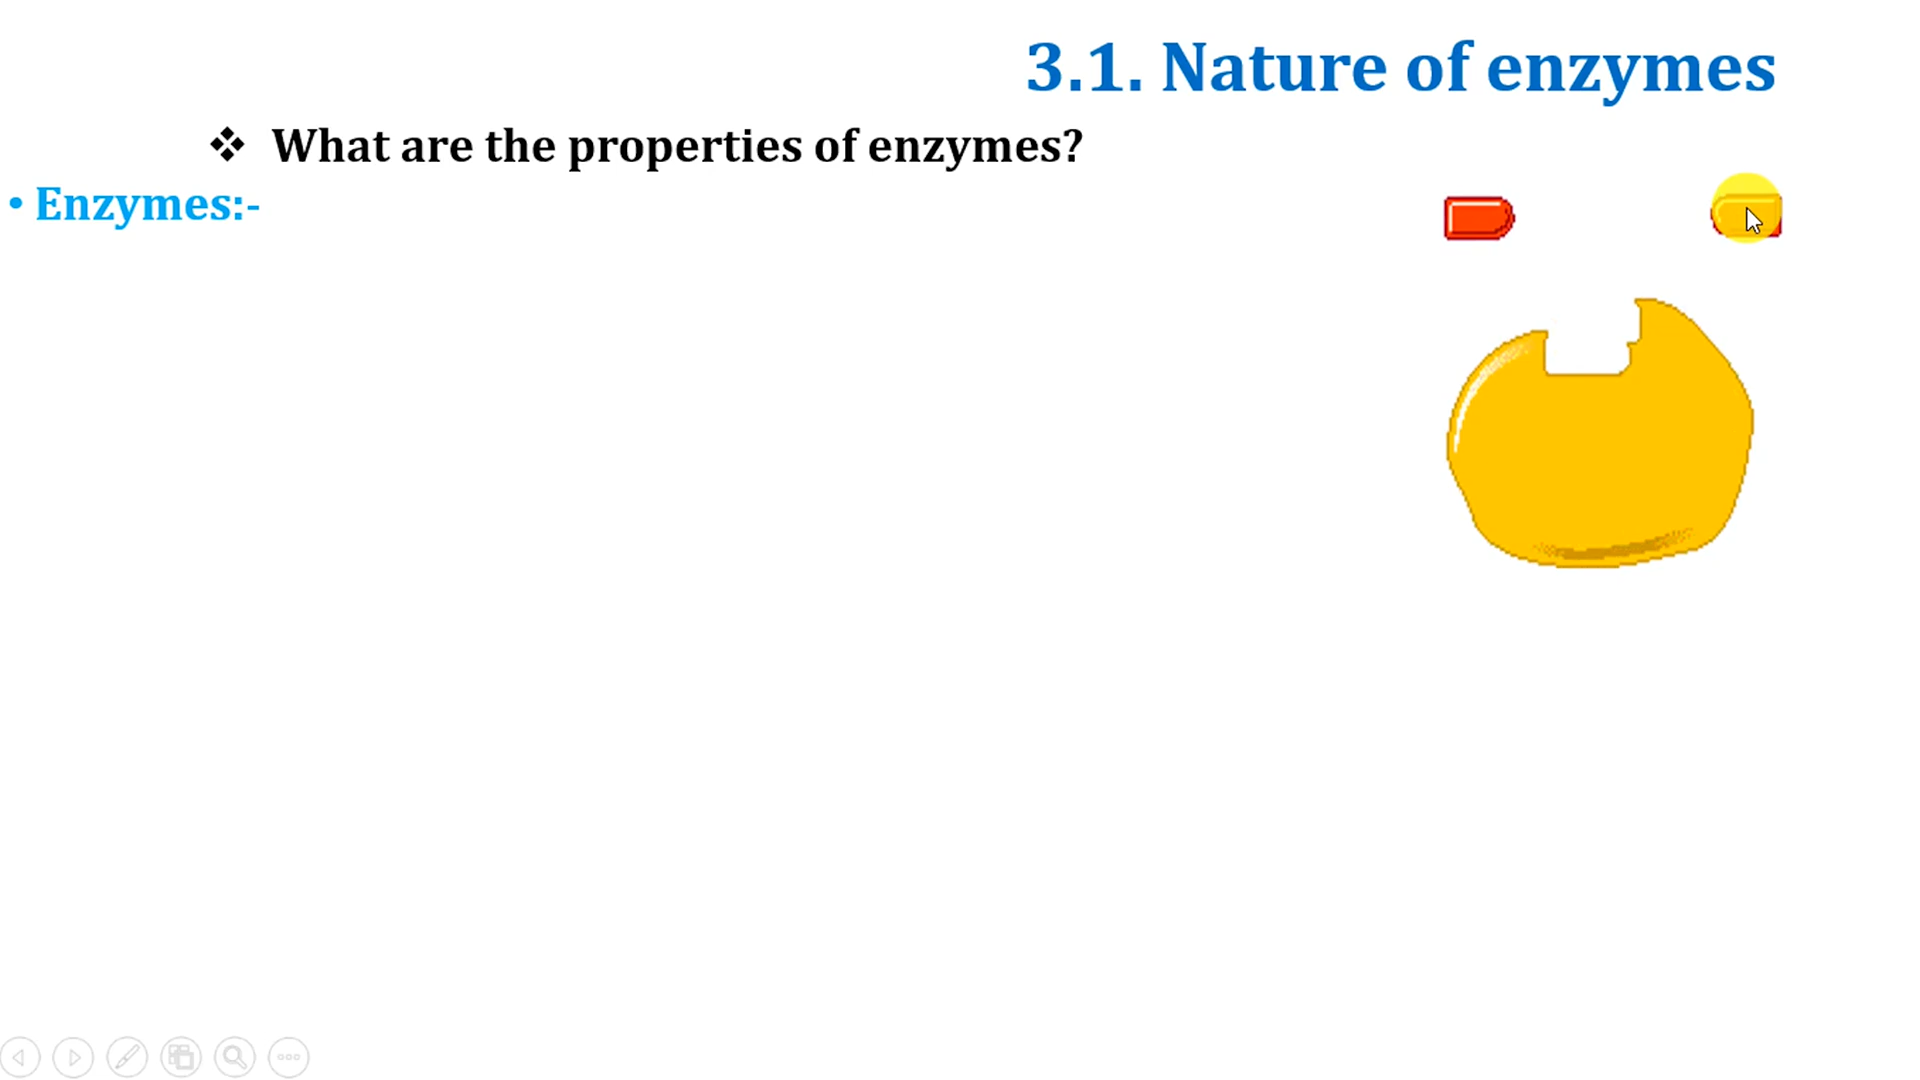 3.1. Nature of enzymes
❖ What are the properties of enzymes?
• Enzymes:-